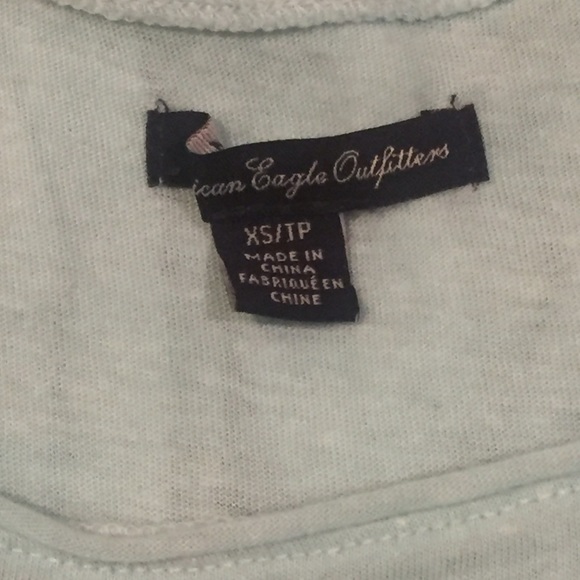 ican Eagle Outfitters
XS/TP
MADE IN
CHINA
FABRIQUÉ EN
CHINE